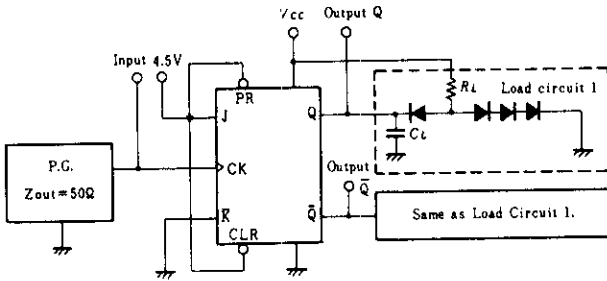 Vcc Output Q
Input 4.5V
RL Load circuit 1
PR
J Q
CL
P.G.
Zout=50Ω
CK
Output
Q̄
K̄ Q̄
CLR
Same as Load Circuit 1.